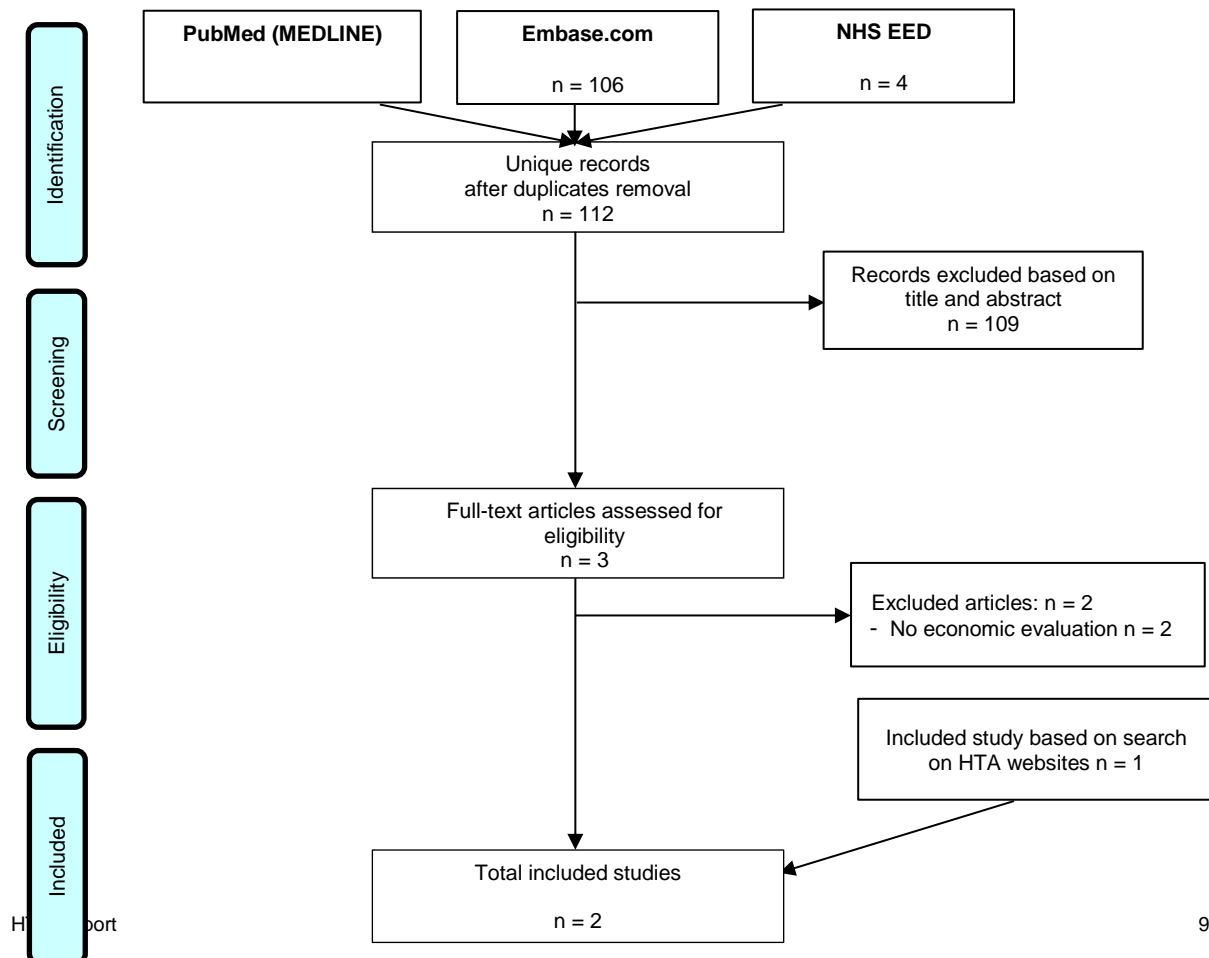 PubMed (MEDLINE)
Embase.com
n = 106
NHS EED
n = 4
Identification
Unique records
after duplicates removal
n = 112
Records excluded based on
title and abstract
n = 109
Screening
Full-text articles assessed for
eligibility
n = 3
Eligibility
Excluded articles: n = 2
- No economic evaluation n = 2
Included study based on search
on HTA websites n = 1
Included
Total included studies
n = 2
9